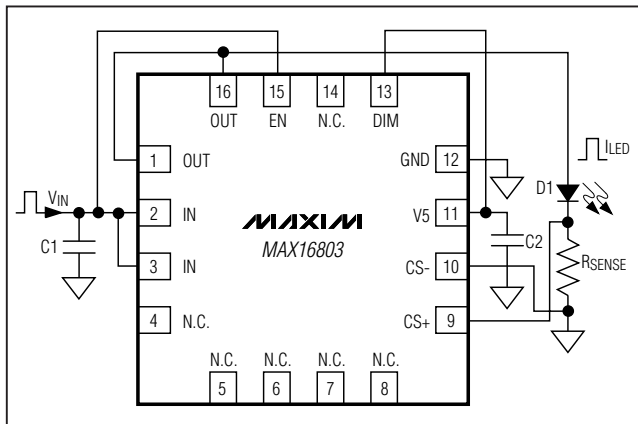 16 15 14 13
OUT EN N.C. DIM
ILED
1 OUT GND 12
D1
VIN
2 IN V5 11
MAXIM
MAX16803
C1 C2 RSENSE
3 IN CS- 10
4 N.C. CS+ 9
N.C. N.C. N.C. N.C.
5 6 7 8